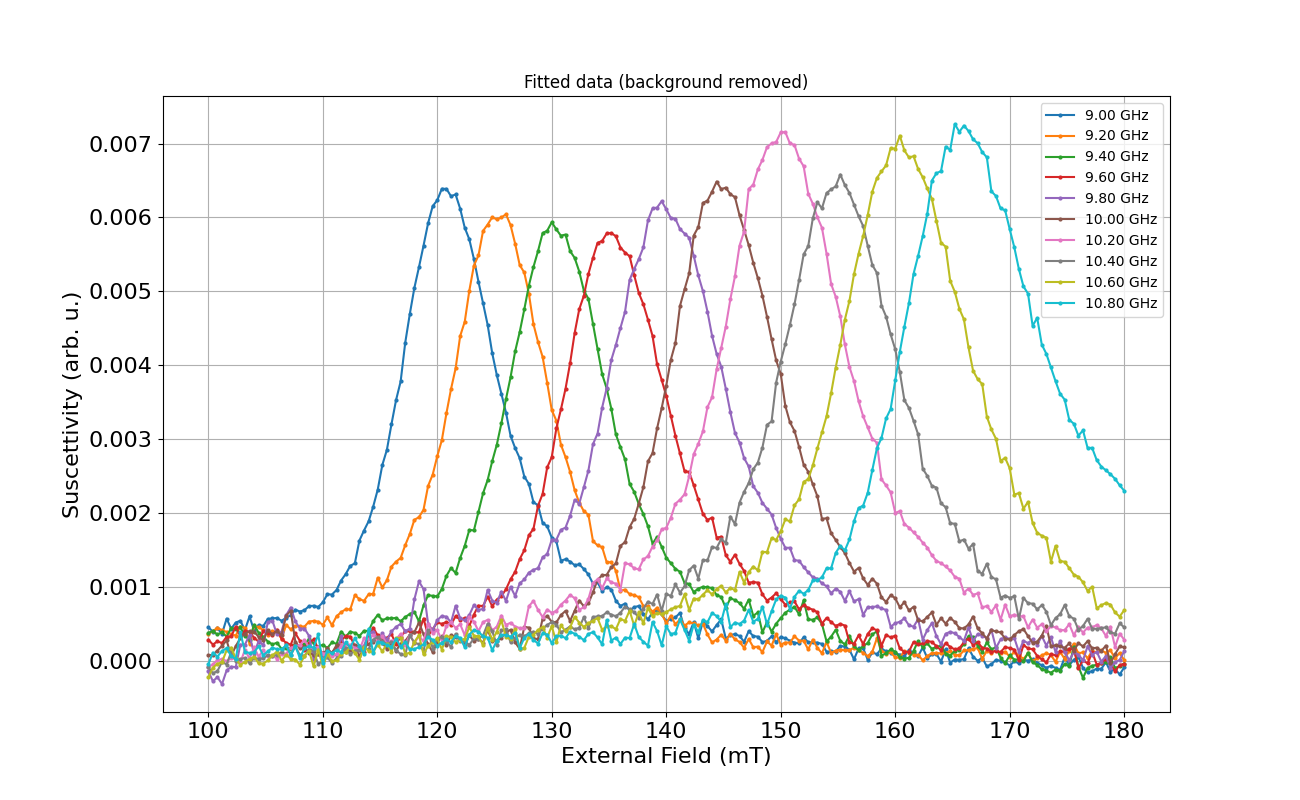 Fitted data (background removed)
9.00 GHz
9.20 GHz
9.40 GHz
9.60 GHz
9.80 GHz
10.00 GHz
10.20 GHz
10.40 GHz
10.60 GHz
10.80 GHz
0.007
0.006
0.005
0.004
0.003
0.002
0.001
0.000
Suscettivity (arb. u.)
100 110 120 130 140 150 160 170 180
External Field (mT)